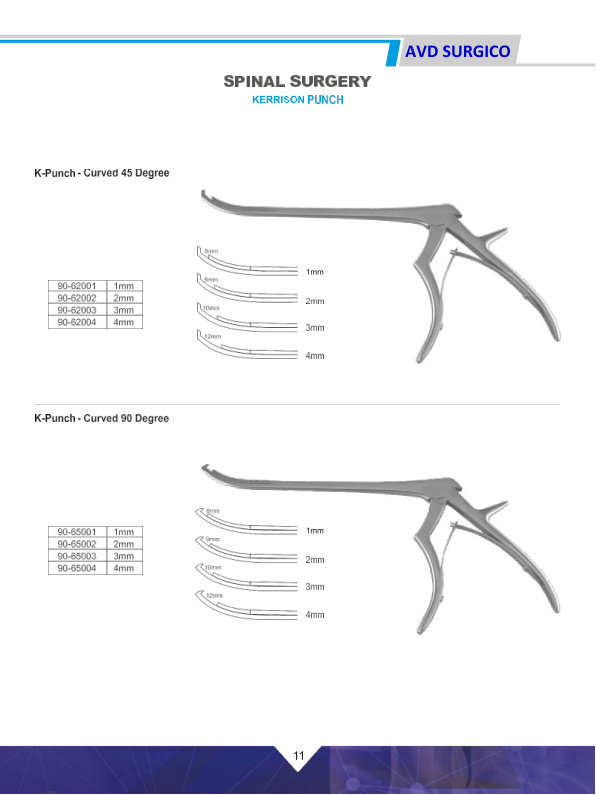 AVD SURGICO
SPINAL SURGERY
KERRISON PUNCH
K-Punch - Curved 45 Degree
8mm
1mm
9mm
2mm
10mm
3mm
12mm
4mm
90-62001 1mm
90-62002 2mm
90-62003 3mm
90-62004 4mm
K-Punch - Curved 90 Degree
8mm
1mm
9mm
2mm
10mm
3mm
12mm
4mm
90-65001 1mm
90-65002 2mm
90-65003 3mm
90-65004 4mm
11